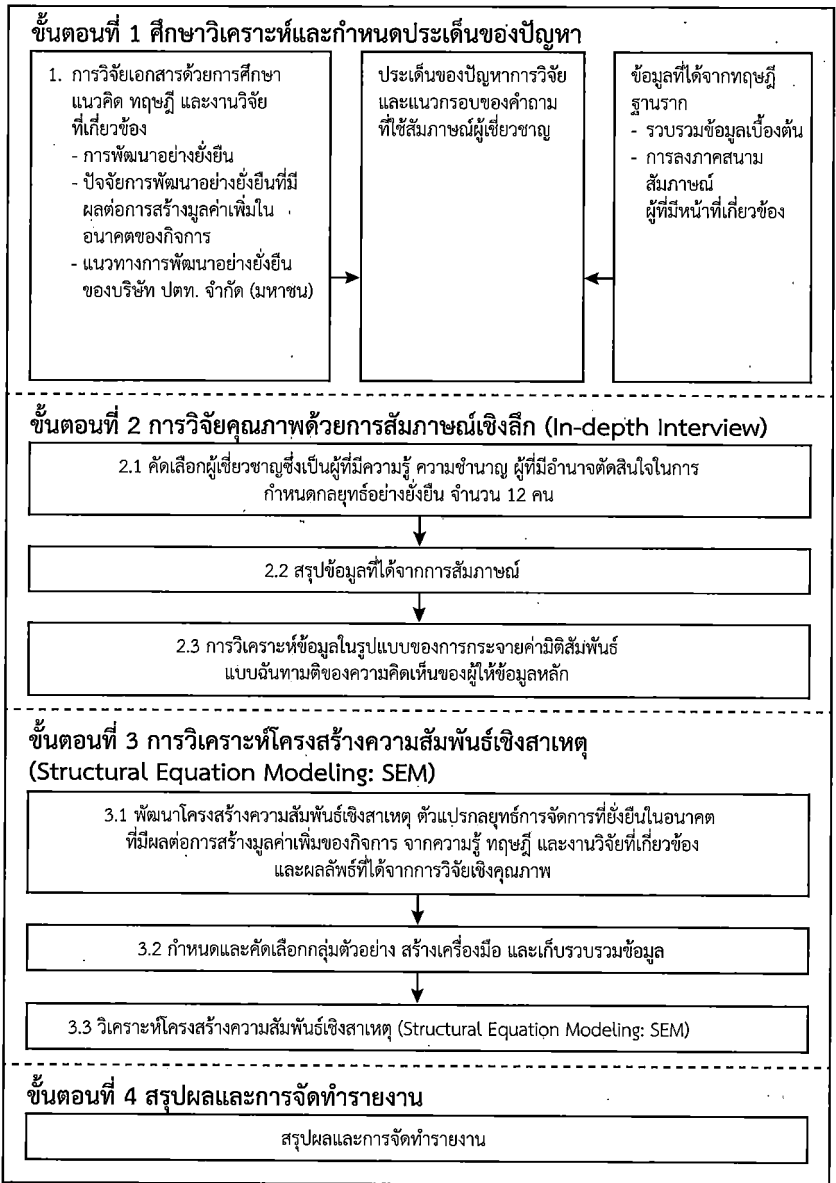 ขั้นตอนที่ 1 ศึกษาวิเคราะห์และกำหนดประเด็นของปัญหา
1. การวิจัยเอกสารด้วยการศึกษา
แนวคิด ทฤษฎี และงานวิจัย
ที่เกี่ยวข้อง
- การพัฒนาอย่างยั่งยืน
- ปัจจัยการพัฒนาอย่างยั่งยืนที่มี
ผลต่อการสร้างมูลค่าเพิ่มใน
อนาคตของกิจการ
- แนวทางการพัฒนาอย่างยั่งยืน
ของบริษัท ปตท. จำกัด (มหาชน)
ประเด็นของปัญหาการวิจัย
และแนวกรอบของคำถาม
ที่ใช้สัมภาษณ์ผู้เชี่ยวชาญ
ข้อมูลที่ได้จากทฤษฎี
ฐานราก
- รวบรวมข้อมูลเบื้องต้น
- การลงภาคสนาม
สัมภาษณ์
ผู้ที่มีหน้าที่เกี่ยวข้อง
ขั้นตอนที่ 2 การวิจัยคุณภาพด้วยการสัมภาษณ์เชิงลึก (In-depth Interview)
2.1 คัดเลือกผู้เชี่ยวชาญซึ่งเป็นผู้ที่มีความรู้ ความชำนาญ ผู้ที่มีอำนาจตัดสินใจในการ
กำหนดกลยุทธ์อย่างยั่งยืน จำนวน 12 คน
2.2 สรุปข้อมูลที่ได้จากการสัมภาษณ์
2.3 การวิเคราะห์ข้อมูลในรูปแบบของการกระจายค่ามิติสัมพันธ์
แบบฉันทามติของความคิดเห็นของผู้ให้ข้อมูลหลัก
ขั้นตอนที่ 3 การวิเคราะห์โครงสร้างความสัมพันธ์เชิงสาเหตุ
(Structural Equation Modeling: SEM)
3.1 พัฒนาโครงสร้างความสัมพันธ์เชิงสาเหตุ ตัวแปรกลยุทธ์การจัดการที่ยั่งยืนในอนาคต
ที่มีผลต่อการสร้างมูลค่าเพิ่มของกิจการ จากความรู้ ทฤษฎี และงานวิจัยที่เกี่ยวข้อง
และผลลัพธ์ที่ได้จากการวิจัยเชิงคุณภาพ
3.2 กำหนดและคัดเลือกกลุ่มตัวอย่าง สร้างเครื่องมือ และเก็บรวบรวมข้อมูล
3.3 วิเคราะห์โครงสร้างความสัมพันธ์เชิงสาเหตุ (Structural Equation Modeling: SEM)
ขั้นตอนที่ 4 สรุปผลและการจัดทำรายงาน
สรุปผลและการจัดทำรายงาน